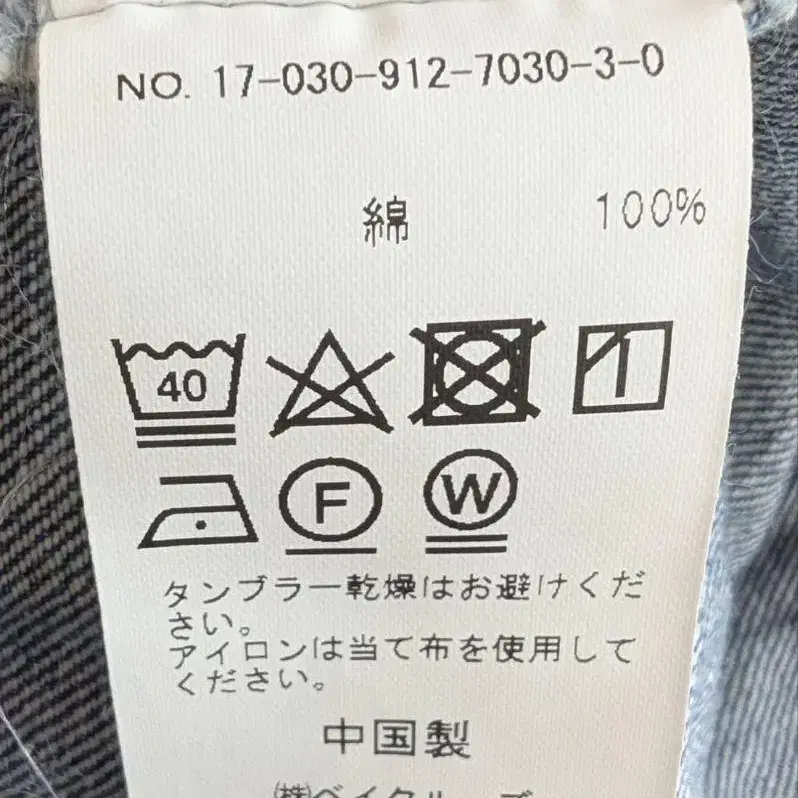 NO. 17-030-912-7030-3-0
綿 100%
40
F W
タンブラー乾燥はお避けくだ
さい。
アイロンは当て布を使用して
ください。
中国製